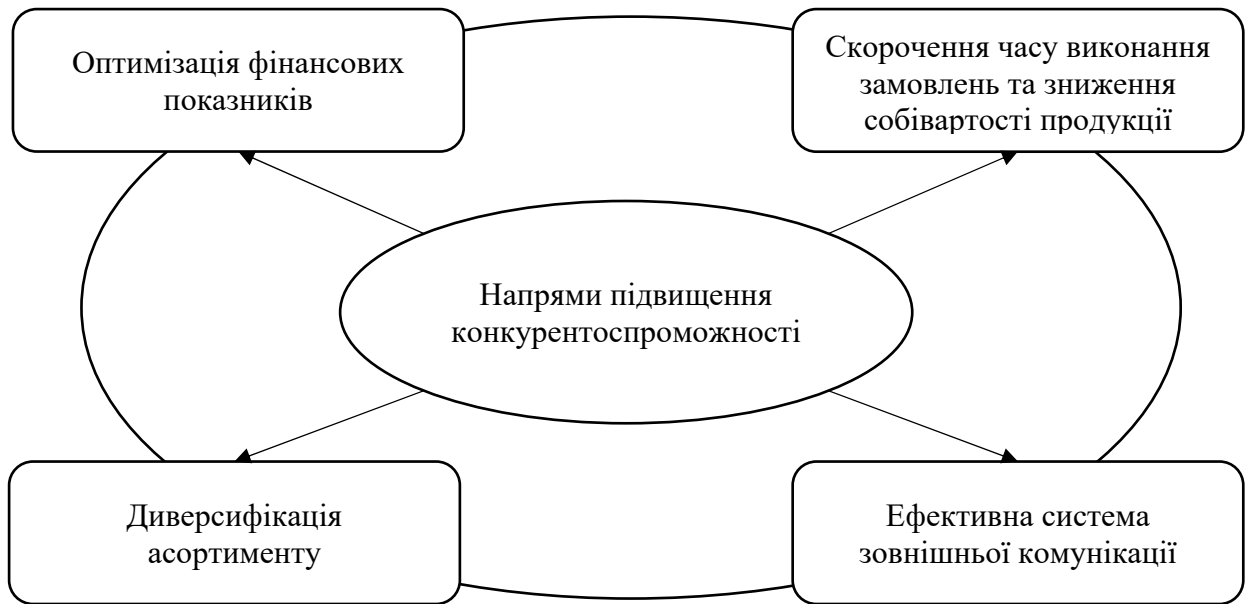 Оптимізація фінансових
показників
Скорочення часу виконання
замовлень та зниження
собівартості продукції
Напрями підвищення
конкурентоспроможності
Диверсифікація
асортименту
Ефективна система
зовнішньої комунікації